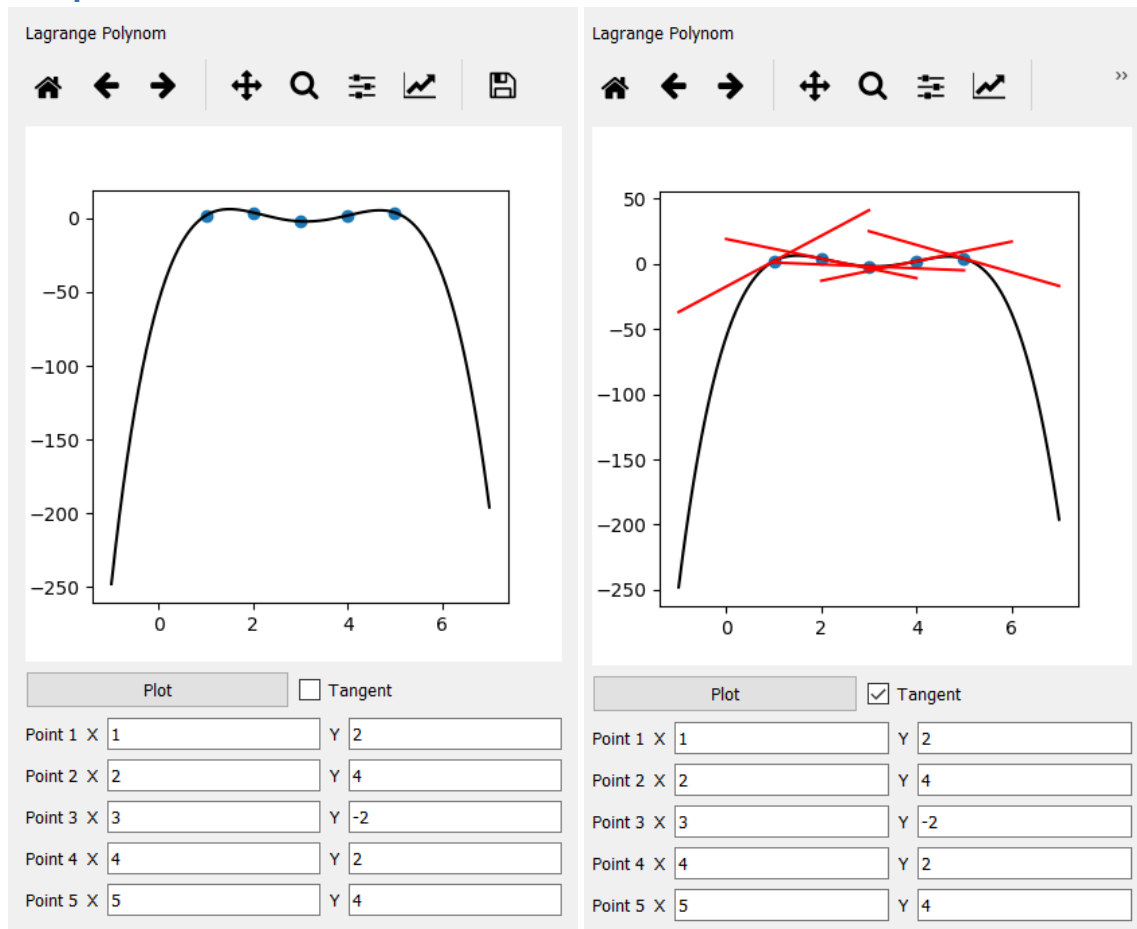 Lagrange Polynom
0
−50
−100
−150
−200
−250
0 2 4 6
Plot Tangent
Point 1 X 1 Y 2
Point 2 X 2 Y 4
Point 3 X 3 Y -2
Point 4 X 4 Y 2
Point 5 X 5 Y 4
Lagrange Polynom
50
0
−50
−100
−150
−200
−250
0 2 4 6
Plot Tangent
Point 1 X 1 Y 2
Point 2 X 2 Y 4
Point 3 X 3 Y -2
Point 4 X 4 Y 2
Point 5 X 5 Y 4